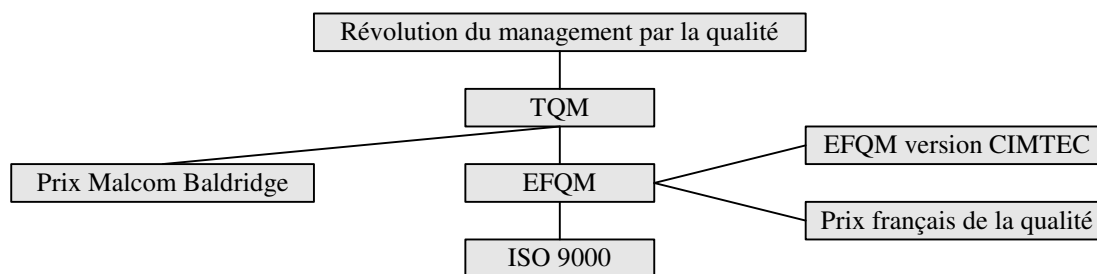 Révolution du management par la qualité
TQM
EFQM version CIMTEC
Prix Malcom Baldridge
EFQM
Prix français de la qualité
ISO 9000